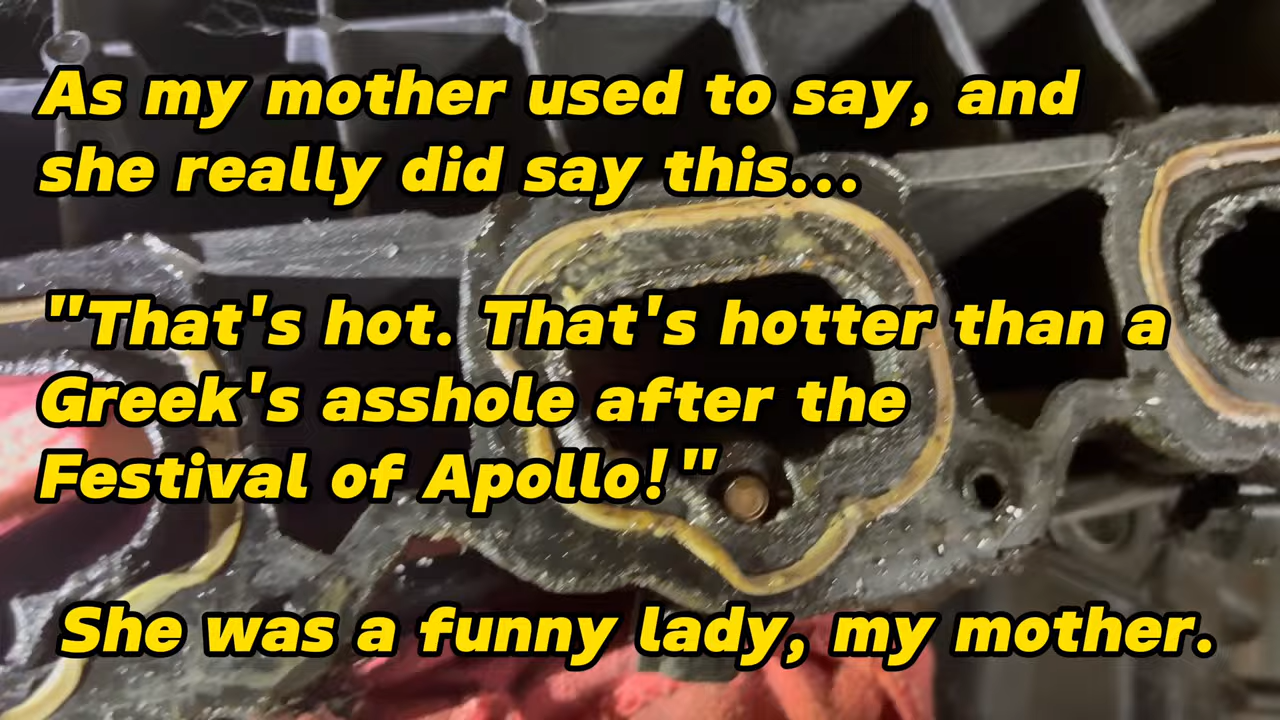 As my mother used to say, and
she really did say this...
"That's hot. That's hotter than a
Greek's asshole after the
Festival of Apollo!"
She was a funny lady, my mother.